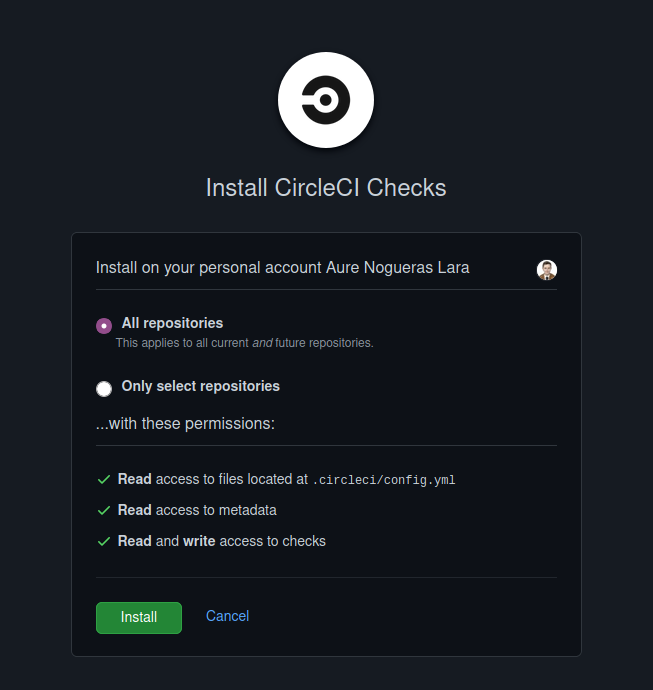 Install CircleCI Checks
Install on your personal account Aure Nogueras Lara
All repositories
This applies to all current and future repositories.
Only select repositories
...with these permissions:
Read access to files located at .circleci/config.yml
Read access to metadata
Read and write access to checks
Install
Cancel